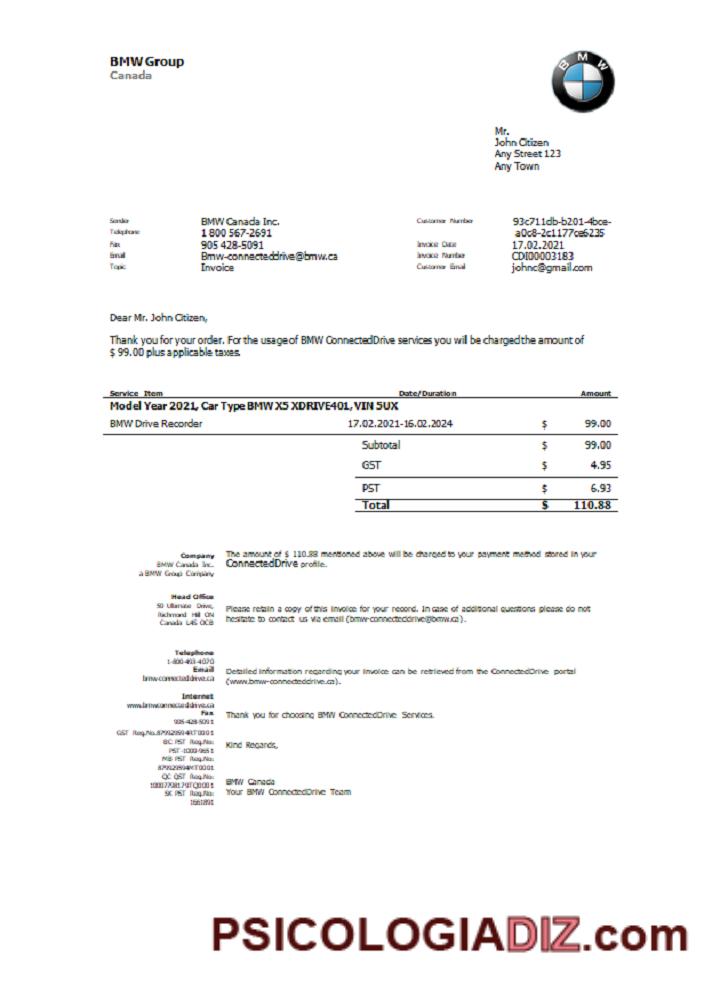 BMW Group
Canada
BMW
Mr.
John Citizen
Any Street 123
Any Town
Sender BMW Canada Inc. Customer Number 93c711db-b201-4bce-
Telephone 1 800 567-2691 a0c8-2c1177ce6235
Fax 905 428-5091 Invoice Date 17.02.2021
Email Bmw-connecteddrive@bmw.ca Invoice Number CDI00003183
Topic Invoice Customer Email johnc@gmail.com
Dear Mr. John Citizen,
Thank you for your order. For the usage of BMW ConnectedDrive services you will be charged the amount of
$ 99.00 plus applicable taxes.
Service Item Date/Duration Amount
Model Year 2021, Car Type BMW X5 XDRIVE401, VIN 5UX
BMW Drive Recorder 17.02.2021-16.02.2024 $ 99.00
Subtotal $ 99.00
GST $ 4.95
PST $ 6.93
Total $ 110.88
Company
BMW Canada Inc.
a BMW Group Company
The amount of $ 110.88 mentioned above will be charged to your payment method stored in your
ConnectedDrive profile.
Head Office
50 Ultimate Drive,
Richmond Hill ON
Canada L4S 0C8
Please retain a copy of this invoice for your record. In case of additional questions please do not
hesitate to contact us via email (bmw-connecteddrive@bmw.ca).
Telephone
1-800-493-4070
Email
bmw-connecteddrive.ca
Detailed information regarding your invoice can be retrieved from the ConnectedDrive portal
(www.bmw-connecteddrive.ca).
Internet
www.bmwconnecteddrive.ca
Fax
905-428-5091
Thank you for choosing BMW ConnectedDrive Services.
GST Reg.No.:879929594RT0001
BC PST Reg.No:
PST -1000-9651
MB PST Reg.No:
879929594MT0001
QC QST Reg.No:
SK PST Reg.No:
1661891
Kind Regards,
BMW Canada
Your BMW ConnectedDrive Team
PSICOLOGIADIZ.com